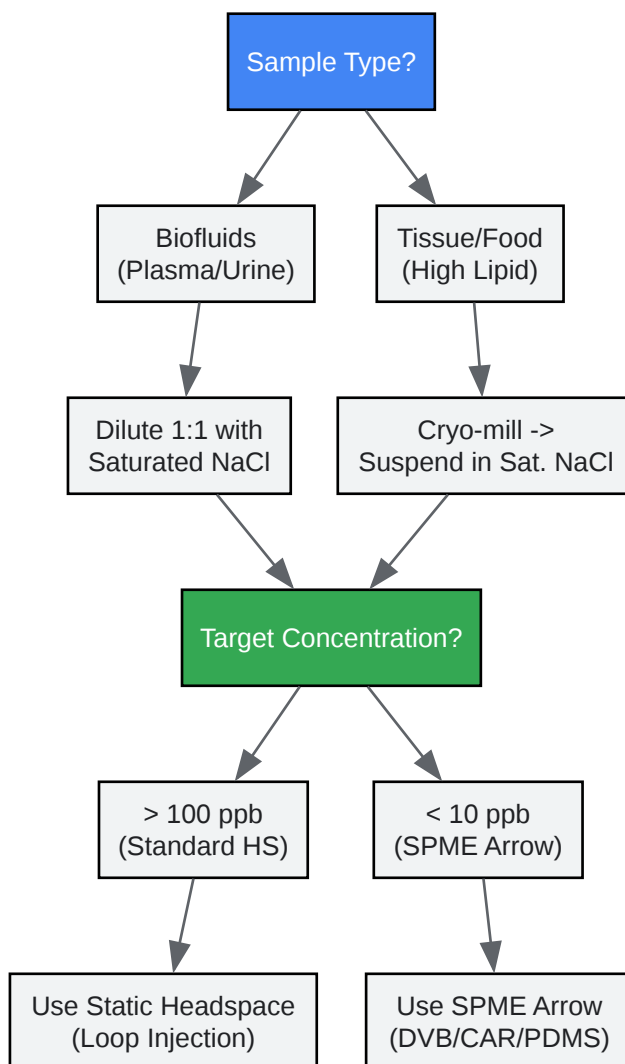 Sample Type?
Biofluids
(Plasma/Urine)
Tissue/Food
(High Lipid)
Dilute 1:1 with
Saturated NaCl
Cryo-mill ->
Suspend in Sat. NaCl
Target Concentration?
> 100 ppb
(Standard HS)
< 10 ppb
(SPME Arrow)
Use Static Headspace
(Loop Injection)
Use SPME Arrow
(DVB/CAR/PDMS)